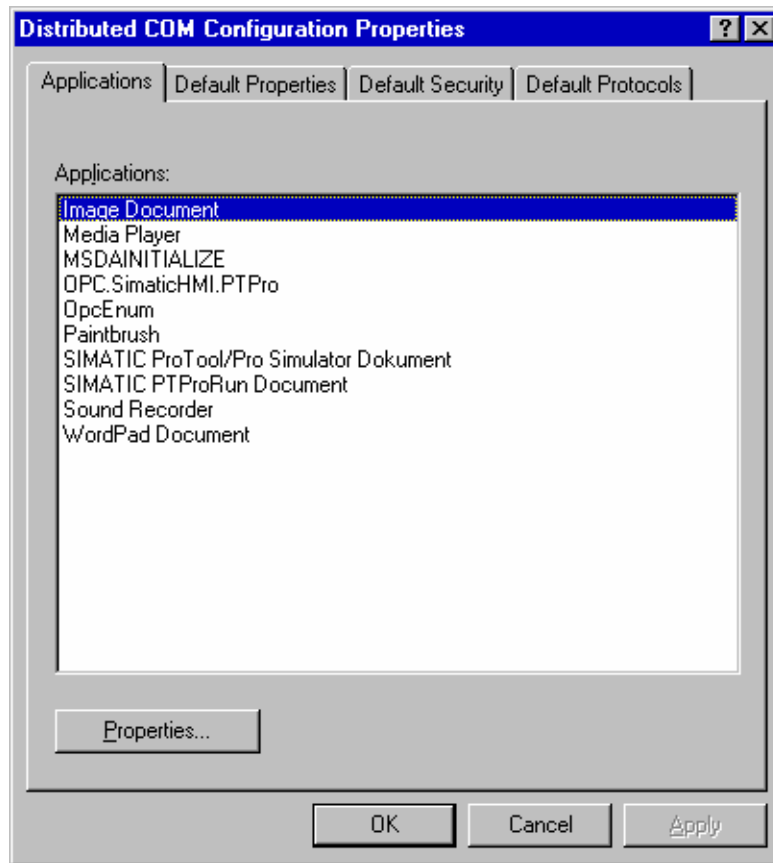 Distributed COM Configuration Properties
Applications Default Properties Default Security Default Protocols
Applications:
Image Document
Media Player
MSDAINITIALIZE
OPC.SimaticHMI.PTPro
OpcEnum
Paintbrush
SIMATIC ProTool/Pro Simulator Dokument
SIMATIC PTProRun Document
Sound Recorder
WordPad Document
Properties...
OK Cancel Apply